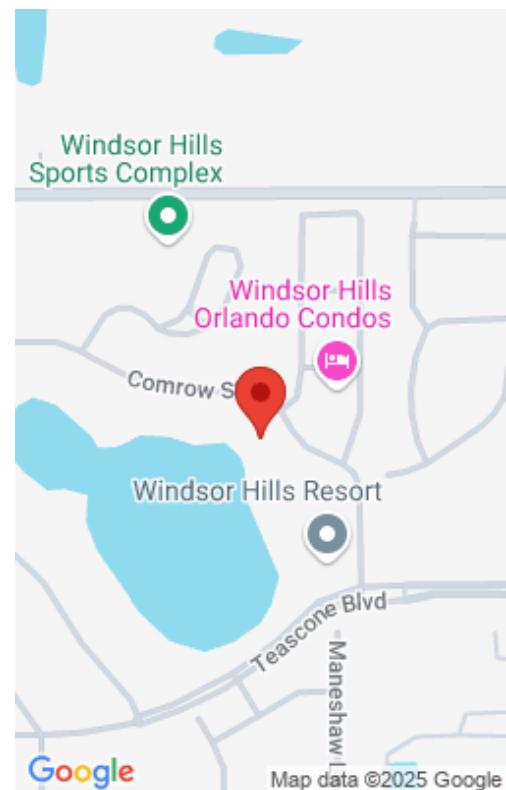 Windsor Hills
Sports Complex
Windsor Hills
Orlando Condos
Comrow S
Windsor Hills Resort
Teascone Blvd
Maneshaw L
Google
Map data ©2025 Google